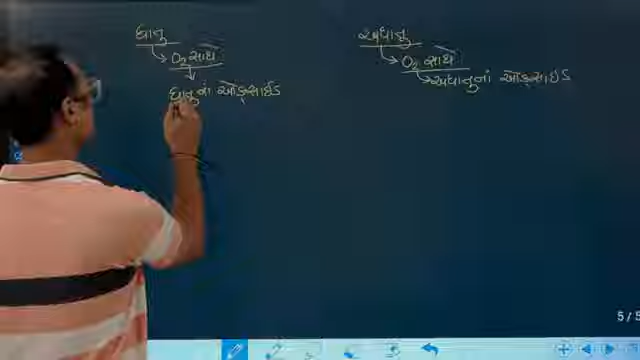 ધાતુ
O₂ સાથે
ધાતુનાં ઓક્સાઈડ
અધાતુ
O₂ સાથે
અધાતુનાં ઓક્સાઈડ
5/5